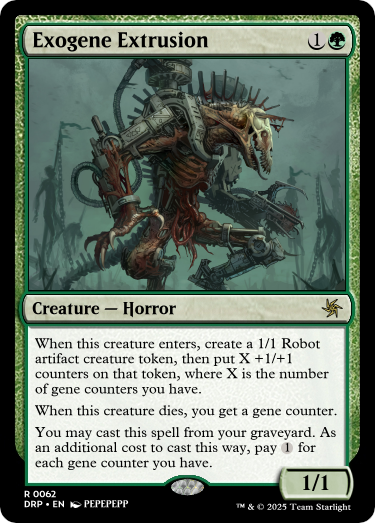 Exogene Extrusion 1
Creature — Horror
When this creature enters, create a 1/1 Robot
artifact creature token, then put X +1/+1
counters on that token, where X is the number
of gene counters you have.
When this creature dies, you get a gene counter.
You may cast this spell from your graveyard. As
an additional cost to cast this way, pay 1 for
each gene counter you have.
1/1
R 0062
DRP • EN PEPEPEPP
™ & © 2025 Team Starlight